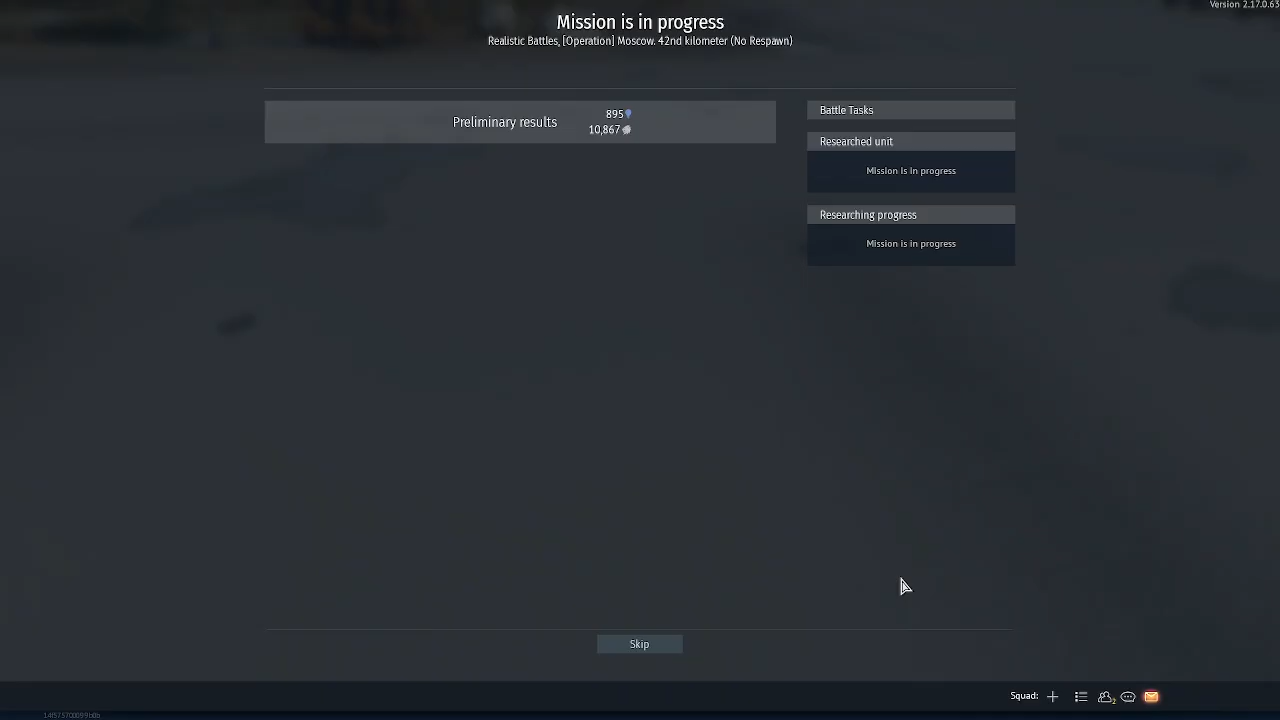 Version 2.17.0.63
Mission is in progress
Realistic Battles, [Operation] Moscow. 42nd kilometer (No Respawn)
Preliminary results
895
10,867
Battle Tasks
Researched unit
Mission is in progress
Researching progress
Mission is in progress
Skip
Squad:
2